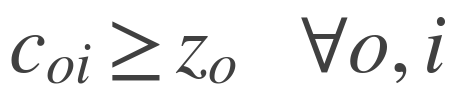 c_{oi} ≥ z_o ∀o, i